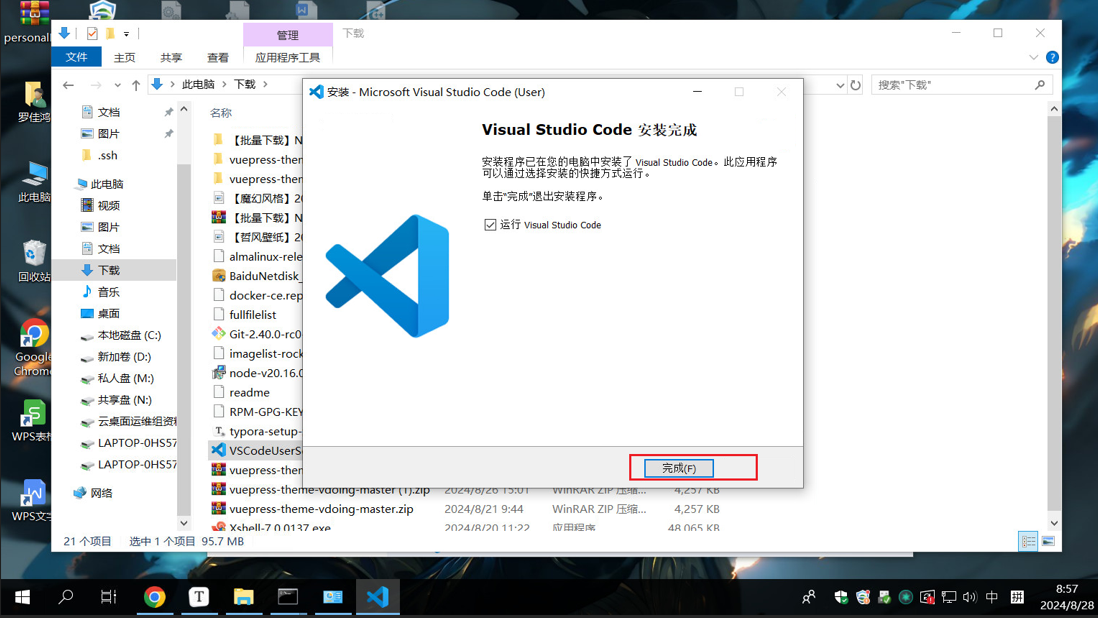 personal
罗佳鸿
此电脑
回收站
Google
Chrome
WPS表格
WPS文字
管理
下载
文件
主页
共享
查看
应用程序工具
此电脑
下载
搜索"下载"
文档
图片
.ssh
此电脑
视频
图片
文档
下载
音乐
桌面
本地磁盘 (C:)
新加卷 (D:)
私人盘 (M:)
共享盘 (N:)
云桌面运维组资料
LAPTOP-0HS57
LAPTOP-0HS57
网络
名称
【批量下载】N
vuepress-them
vuepress-them
【魔幻风格】20
【批量下载】N
【哲风壁纸】20
almalinux-rele
BaiduNetdisk_
docker-ce.rep
fullfilelist
Git-2.40.0-rc0
imagelist-rock
node-v20.16.0
readme
RPM-GPG-KEY
typora-setup-
VSCodeUserSe
vuepress-them
vuepress-theme-vdoing-master (1).zip 2024/8/26 15:01 WinRAR ZIP 压缩... 4,257 KB
vuepress-theme-vdoing-master.zip 2024/8/21 9:44 WinRAR ZIP 压缩... 4,257 KB
Xshell-7.0.0137.exe 2024/8/20 11:22 应用程序 48,065 KB
安装 - Microsoft Visual Studio Code (User)
Visual Studio Code 安装完成
安装程序已在您的电脑中安装了 Visual Studio Code。此应用程序
可以通过选择安装的快捷方式运行。
单击"完成"退出安装程序。
运行 Visual Studio Code
完成(F)
21 个项目 选中 1 个项目 95.7 MB
中
拼
8:57
2024/8/28